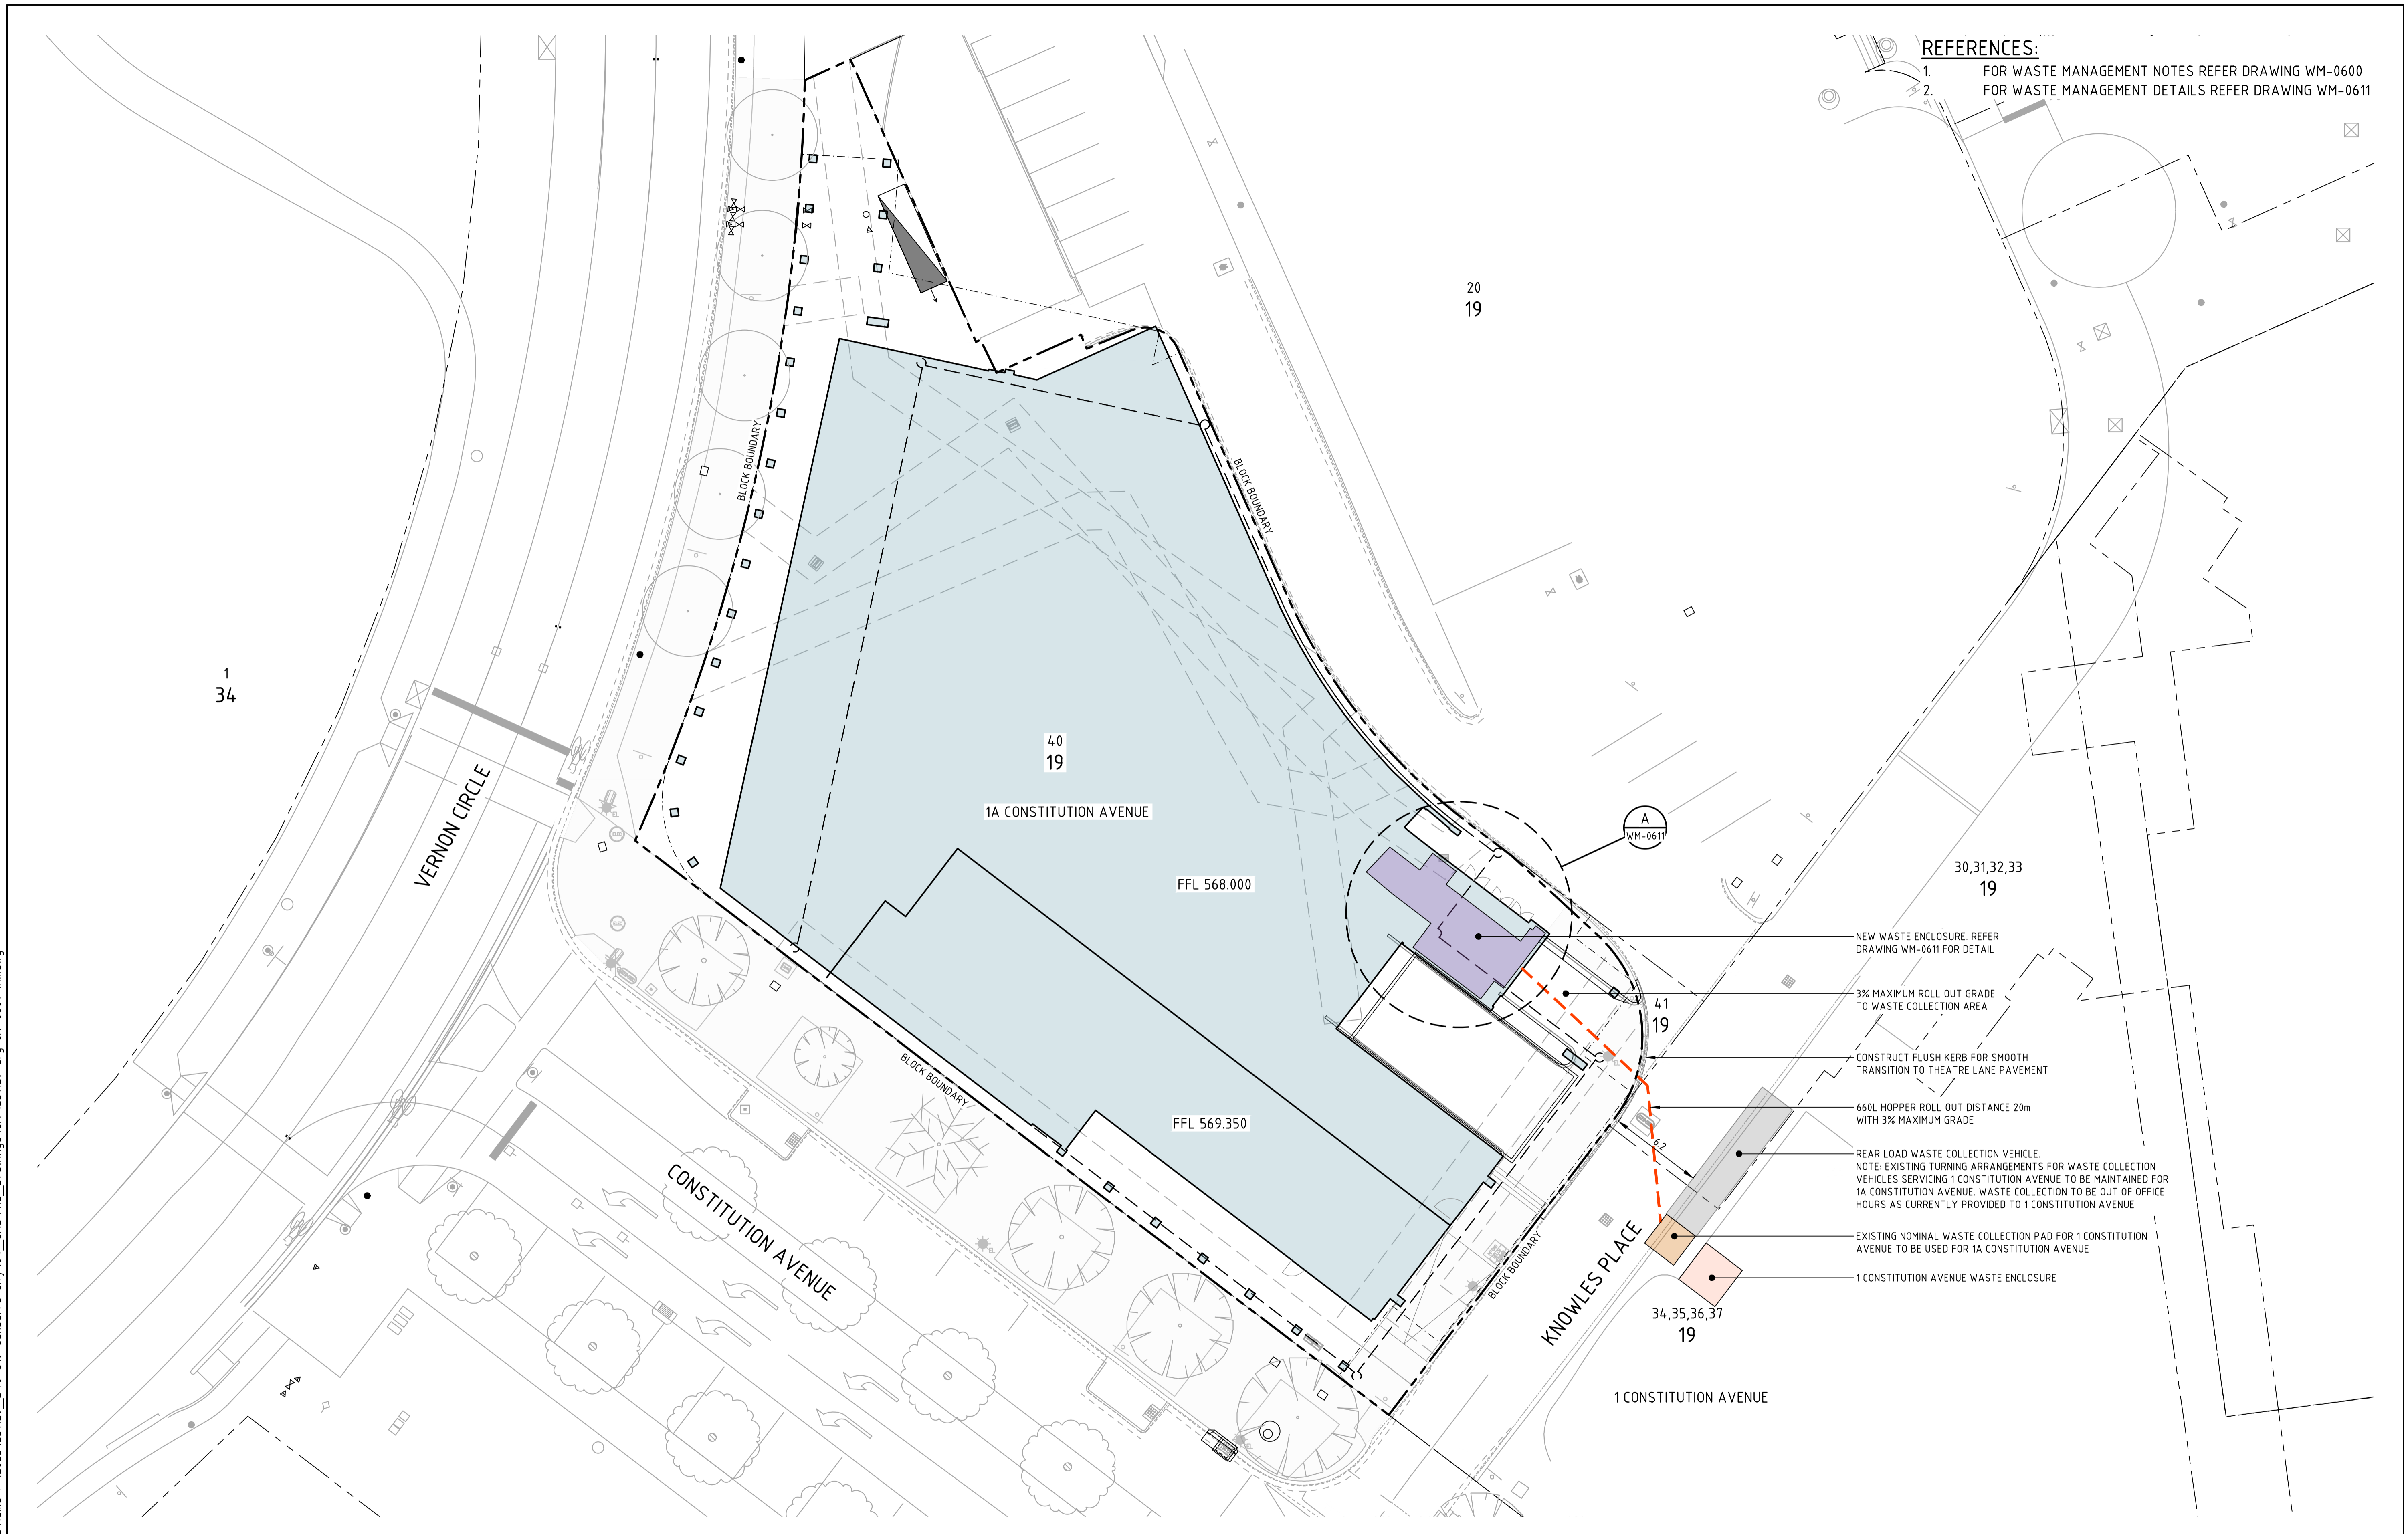 REFERENCES:
1. FOR WASTE MANAGEMENT NOTES REFER DRAWING WM-0600
2. FOR WASTE MANAGEMENT DETAILS REFER DRAWING WM-0611
20
19
BLOCK BOUNDARY
BLOCK BOUNDARY
1
34
40
19
1A CONSTITUTION AVENUE
VERNON CIRCLE
A
WM-0611
FFL 568.000
30,31,32,33
19
NEW WASTE ENCLOSURE. REFER
DRAWING WM-0611 FOR DETAIL
3% MAXIMUM ROLL OUT GRADE
TO WASTE COLLECTION AREA
41
19
CONSTRUCT FLUSH KERB FOR SMOOTH
TRANSITION TO THEATRE LANE PAVEMENT
BLOCK BOUNDARY
660L HOPPER ROLL OUT DISTANCE 20m
WITH 3% MAXIMUM GRADE
FFL 569.350
6.2
REAR LOAD WASTE COLLECTION VEHICLE.
NOTE: EXISTING TURNING ARRANGEMENTS FOR WASTE COLLECTION
VEHICLES SERVICING 1 CONSTITUTION AVENUE TO BE MAINTAINED FOR
1A CONSTITUTION AVENUE. WASTE COLLECTION TO BE OUT OF OFFICE
HOURS AS CURRENTLY PROVIDED TO 1 CONSTITUTION AVENUE
CONSTITUTION AVENUE
EXISTING NOMINAL WASTE COLLECTION PAD FOR 1 CONSTITUTION
AVENUE TO BE USED FOR 1A CONSTITUTION AVENUE
BLOCK BOUNDARY
KNOWLES PLACE
1 CONSTITUTION AVENUE WASTE ENCLOSURE
34,35,36,37
19
1 CONSTITUTION AVENUE